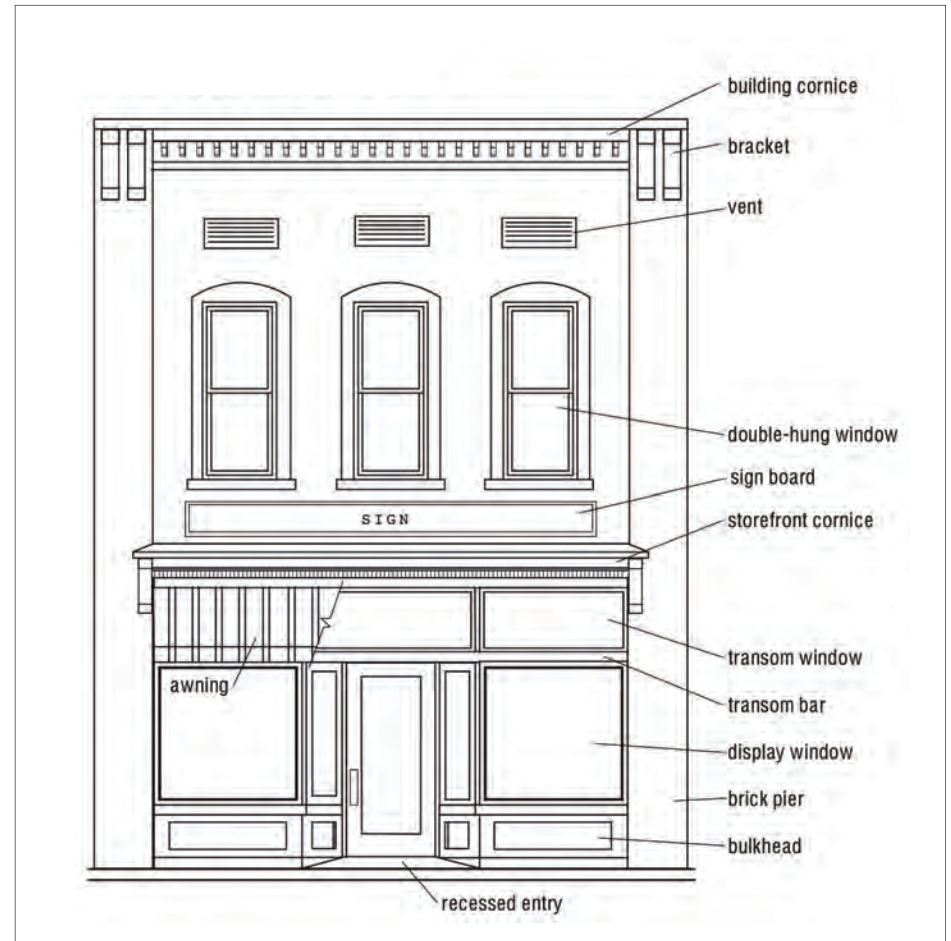 building cornice
bracket
vent
double-hung window
sign board
SIGN
storefront cornice
transom window
awning
transom bar
display window
brick pier
bulkhead
recessed entry